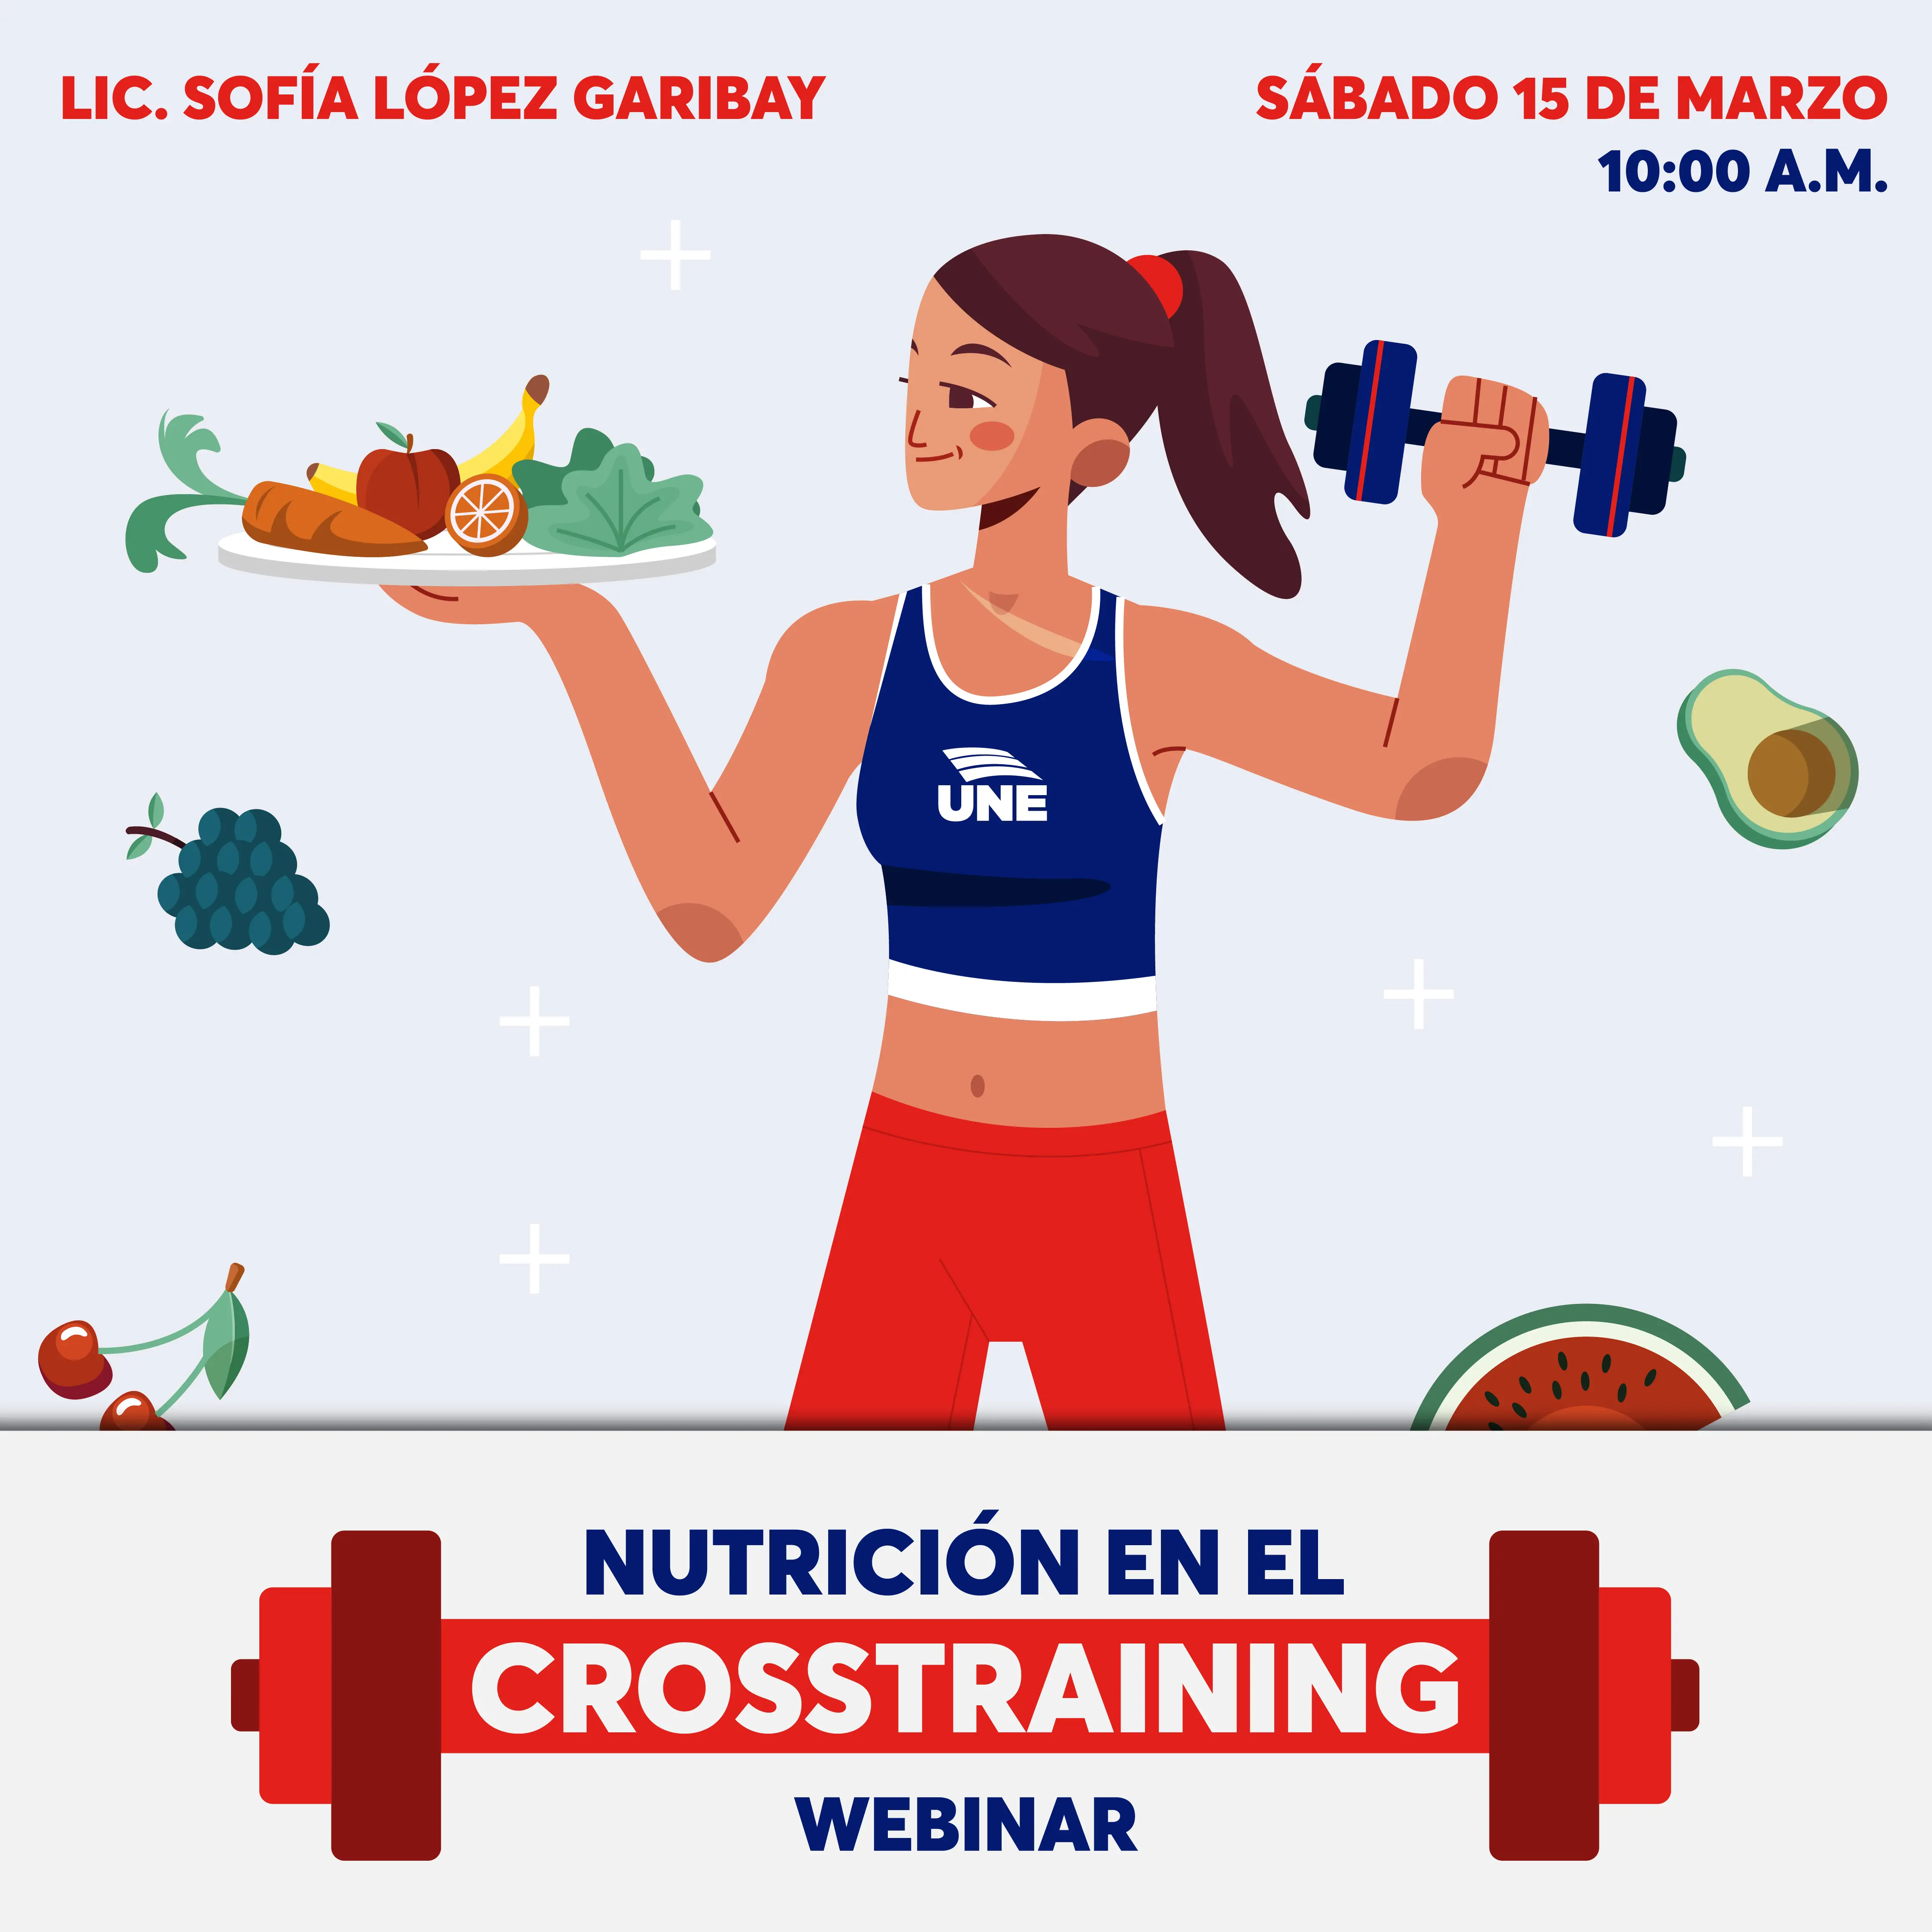 LIC. SOFÍA LÓPEZ GARIBAY
SÁBADO 15 DE MARZO
10:00 A.M.
UNE
NUTRICIÓN EN EL
CROSSTRAINING
WEBINAR